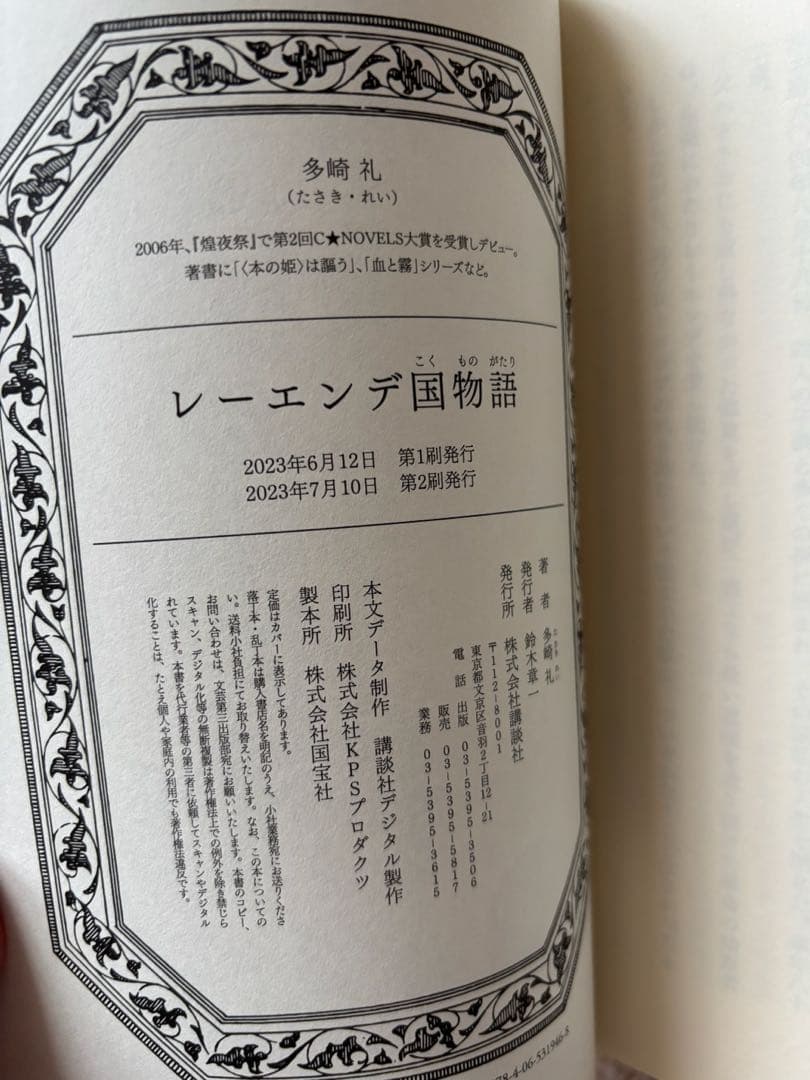 多崎 礼
(たさき・れい)
2006年、『煌夜祭』で第2回C★NOVELS大賞を受賞しデビュー。
著書に「〈本の姫〉は謳う」、「血と霧」シリーズなど。
こく もの がたり
レーエンデ国物語
2023年6月12日 第1刷発行
2023年7月10日 第2刷発行
著者 多崎 礼
たさき れい
発行者 鈴木章一
発行所 株式会社講談社
〒112-8001
東京都文京区音羽2丁目12-21
電話 出版 03-5395-3506
販売 03-5395-5817
業務 03-5395-3615
本文データ制作 講談社デジタル製作
印刷所 株式会社KPSプロダクツ
製本所 株式会社国宝社
定価はカバーに表示してあります。
落丁本・乱丁本は購入書店名を明記のうえ、小社業務宛にお送りくださ
い。送料小社負担にてお取り替えいたします。なお、この本についての
お問い合わせは、文芸第三出版部宛にお願いいたします。本書のコピー、
スキャン、デジタル化等の無断複製は著作権法上での例外を除き禁じら
れています。本書を代行業者等の第三者に依頼してスキャンやデジタル
化することは、たとえ個人や家庭内の利用でも著作権法違反です。
78-4-06-531946-8